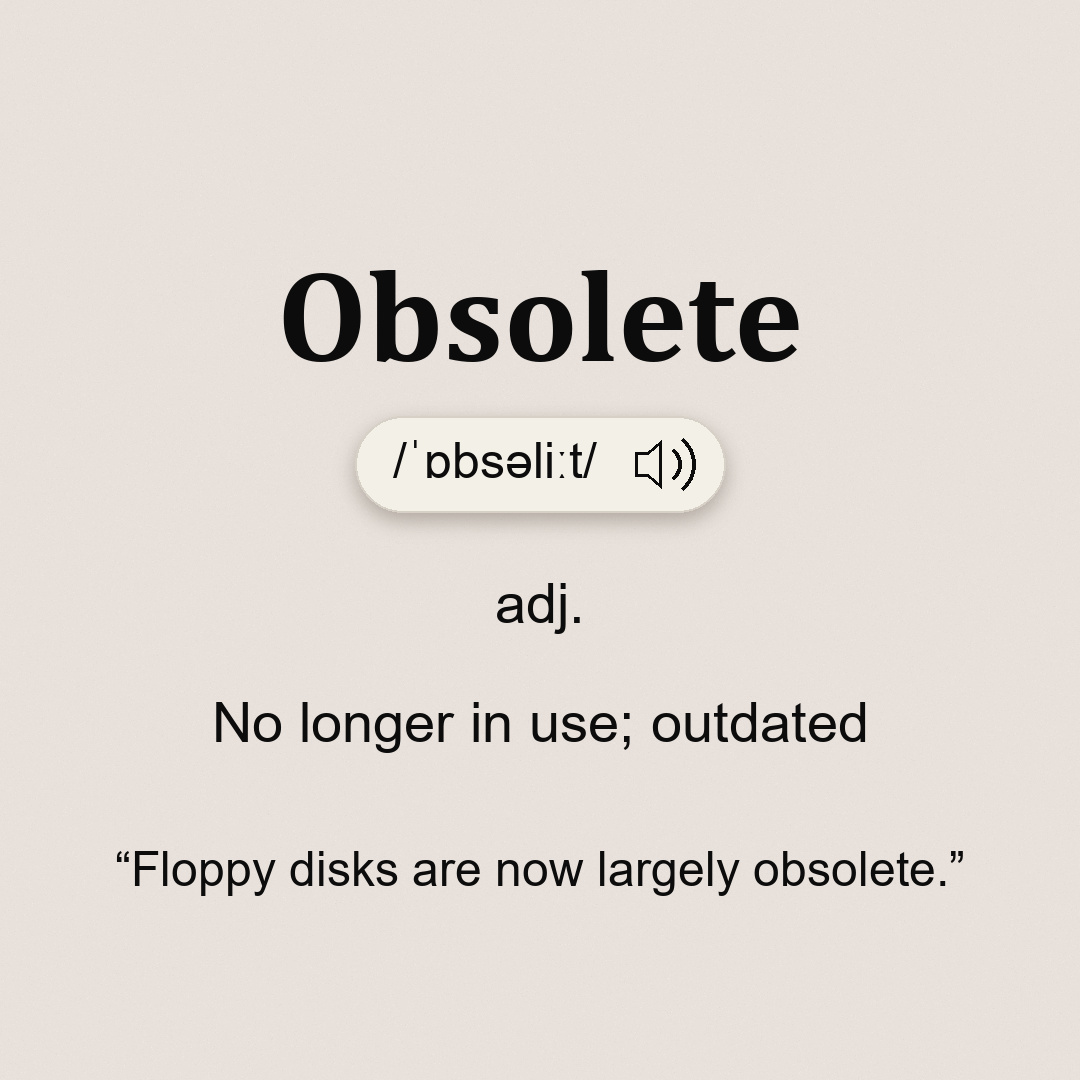 Obsolete
/ˈɒbsəliːt/
adj.
No longer in use; outdated
“Floppy disks are now largely obsolete.”